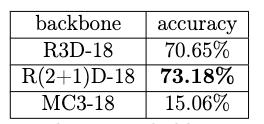 backbone accuracy
R3D-18 70.65%
R(2+1)D-18 73.18%
MC3-18 15.06%